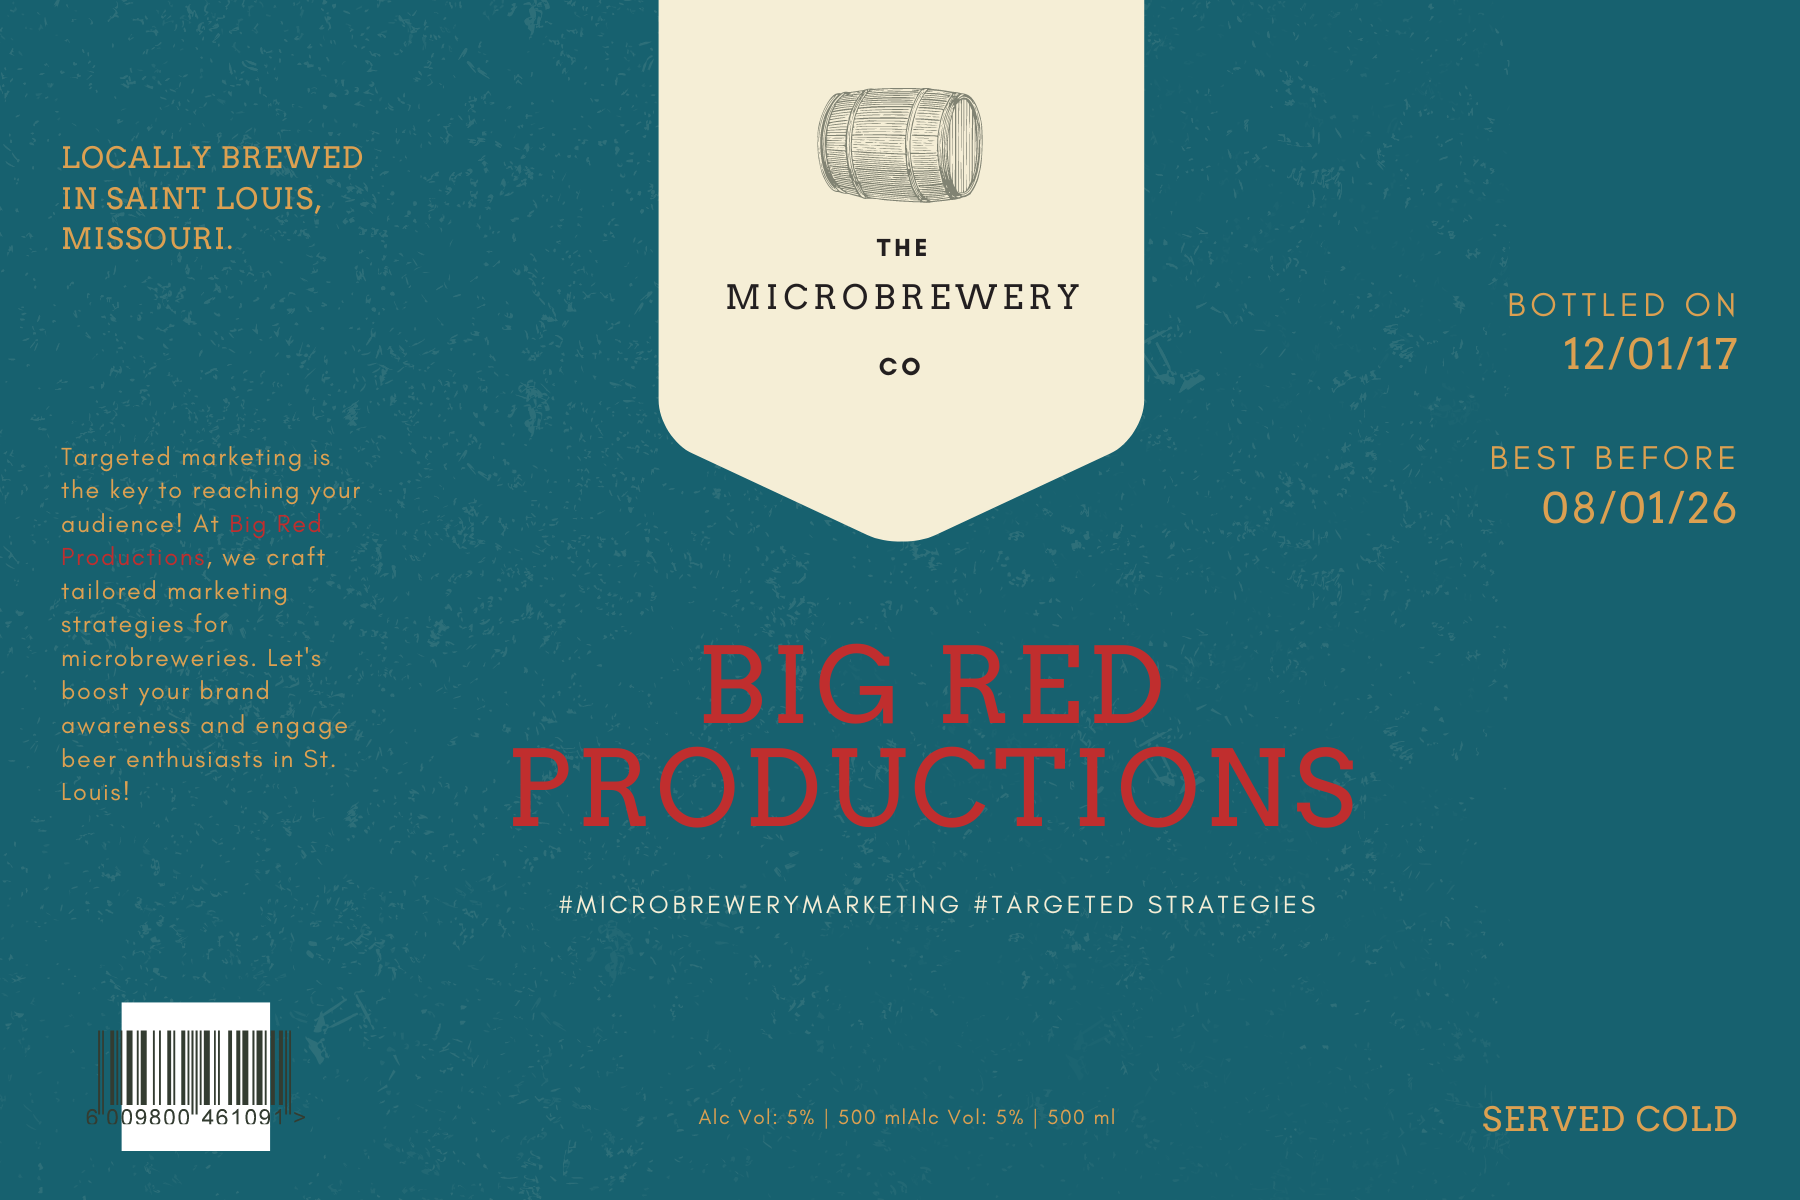 LOCALLY BREWED
IN SAINT LOUIS,
MISSOURI.
Targeted marketing is
the key to reaching your
audience! At Big Red
Productions, we craft
tailored marketing
strategies for
microbreweries. Let's
boost your brand
awareness and engage
beer enthusiasts in St.
Louis!
6 009800 461091 >
THE
MICROBREWERY
CO
BIG RED
PRODUCTIONS
#MICROBREWERYMARKETING #TARGETED STRATEGIES
Alc Vol: 5% | 500 mlAlc Vol: 5% | 500 ml
BOTTLED ON
12/01/17
BEST BEFORE
08/01/26
SERVED COLD